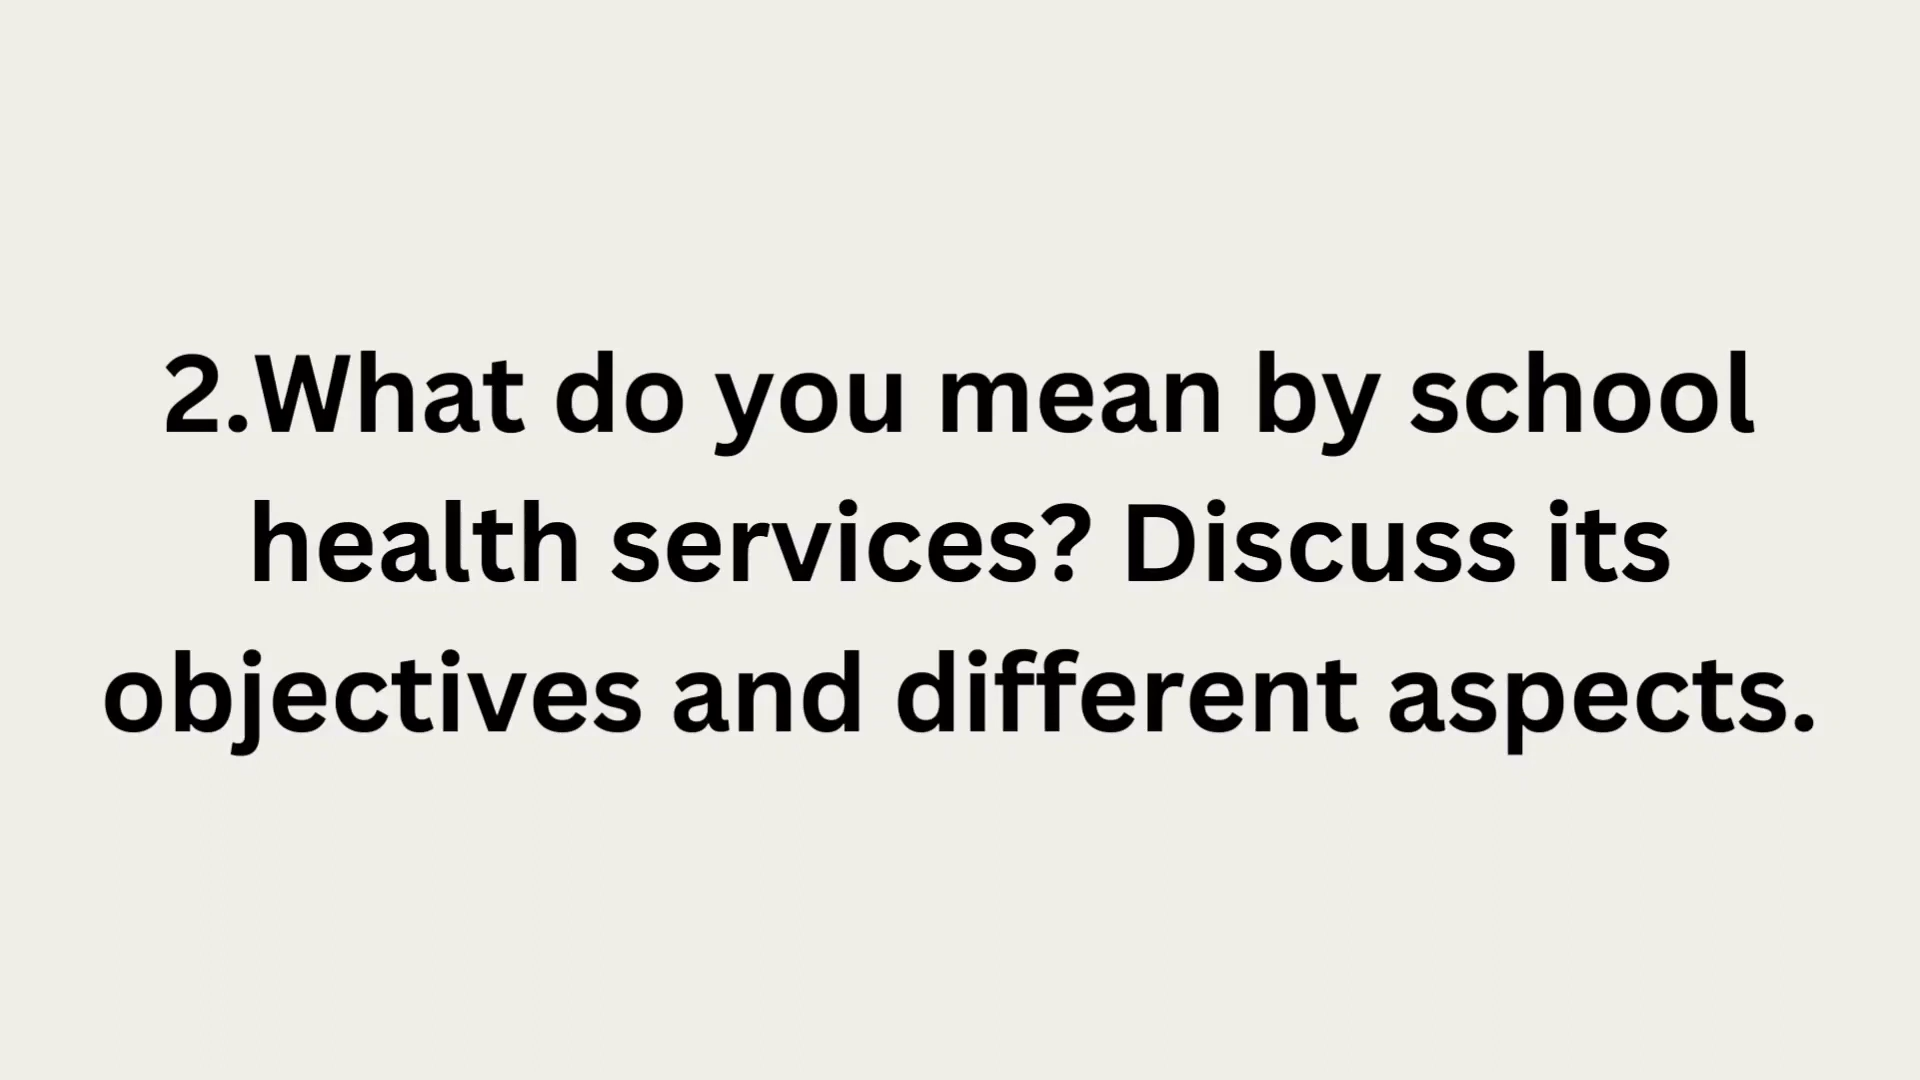 2.What do you mean by school
health services? Discuss its
objectives and different aspects.